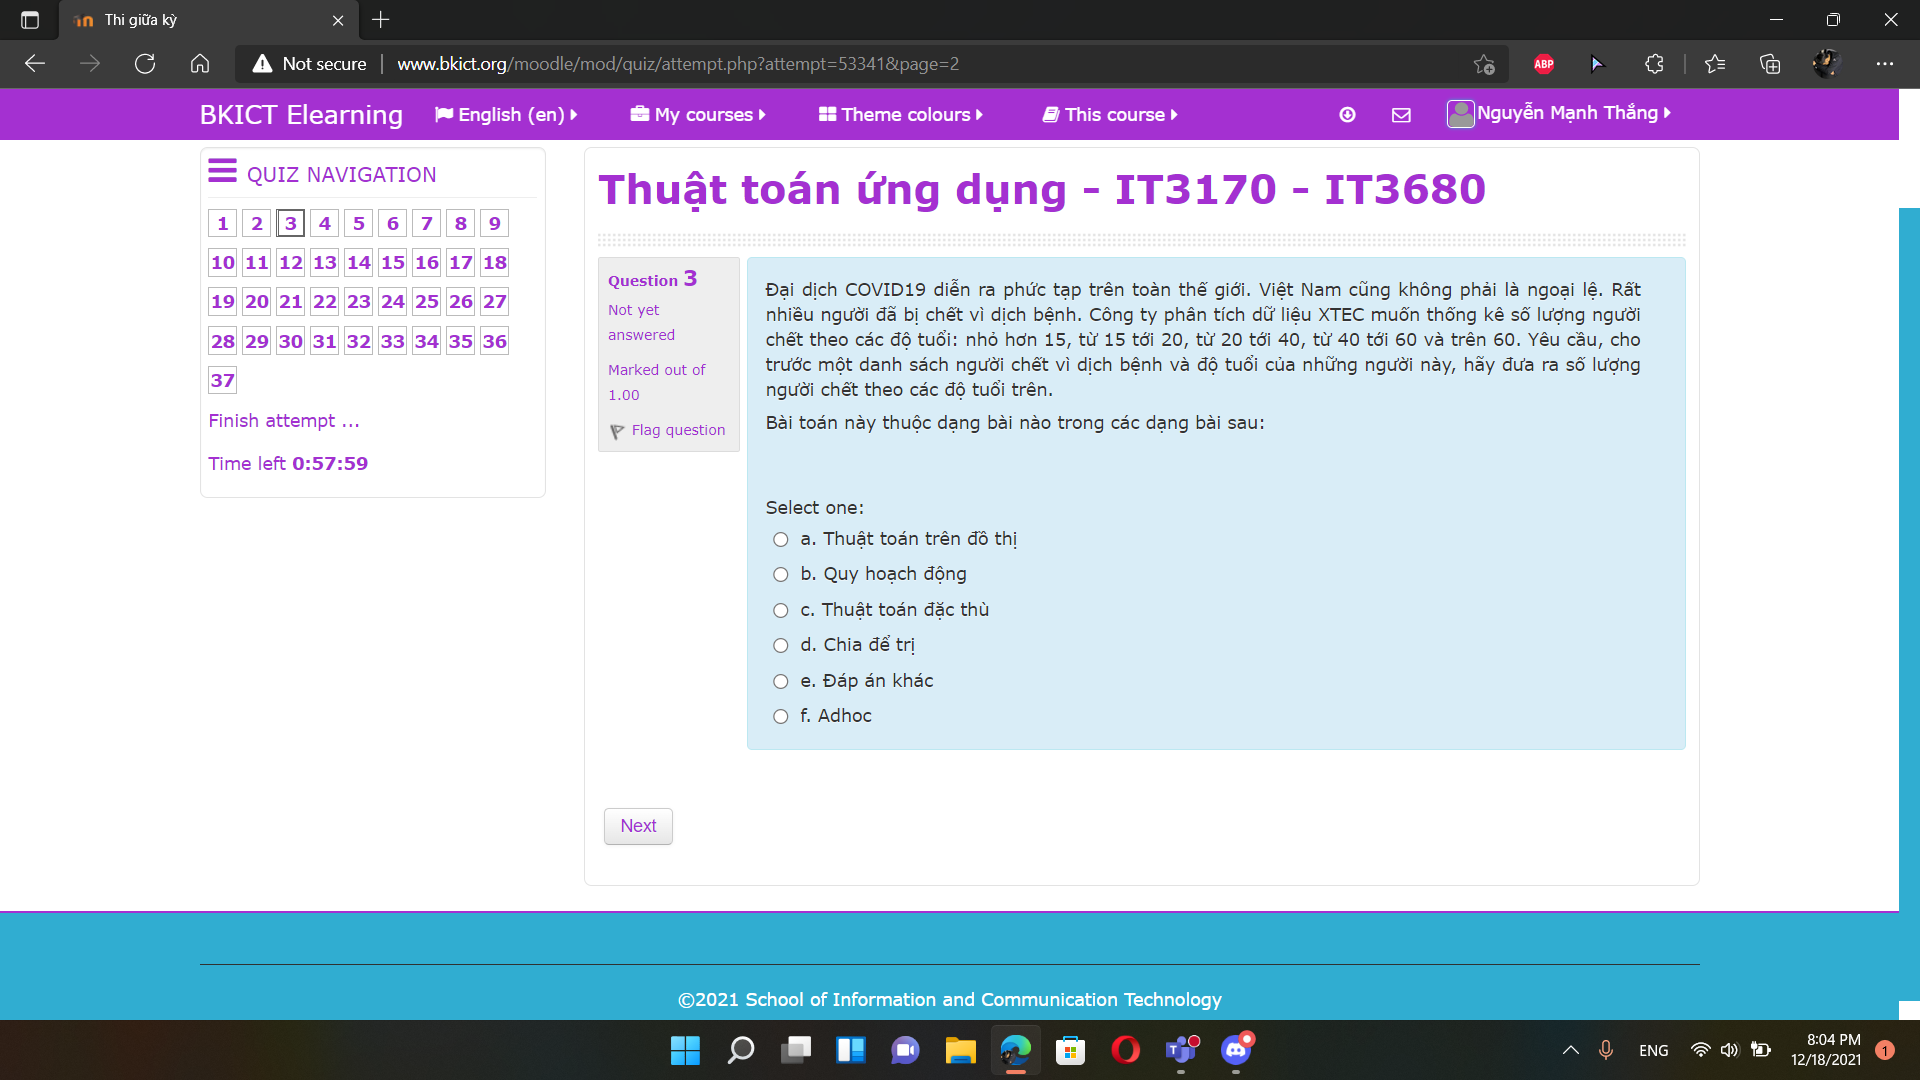 Thi giữa kỳ
Not secure www.bkict.org/moodle/mod/quiz/attempt.php?attempt=53341&page=2
ABP
BKICT Elearning English (en) My courses Theme colours This course Nguyễn Mạnh Thắng
QUIZ NAVIGATION
1 2 3 4 5 6 7 8 9
10 11 12 13 14 15 16 17 18
19 20 21 22 23 24 25 26 27
28 29 30 31 32 33 34 35 36
37
Finish attempt ...
Time left 0:57:59
Thuật toán ứng dụng - IT3170 - IT3680
Question 3
Not yet
answered
Marked out of
1.00
Flag question
Đại dịch COVID19 diễn ra phức tạp trên toàn thế giới. Việt Nam cũng không phải là ngoại lệ. Rất
nhiều người đã bị chết vì dịch bệnh. Công ty phân tích dữ liệu XTEC muốn thống kê số lượng người
chết theo các độ tuổi: nhỏ hơn 15, từ 15 tới 20, từ 20 tới 40, từ 40 tới 60 và trên 60. Yêu cầu, cho
trước một danh sách người chết vì dịch bệnh và độ tuổi của những người này, hãy đưa ra số lượng
người chết theo các độ tuổi trên.
Bài toán này thuộc dạng bài nào trong các dạng bài sau:
Select one:
a. Thuật toán trên đồ thị
b. Quy hoạch động
c. Thuật toán đặc thù
d. Chia để trị
e. Đáp án khác
f. Adhoc
Next
©2021 School of Information and Communication Technology
ENG
8:04 PM
12/18/2021
1